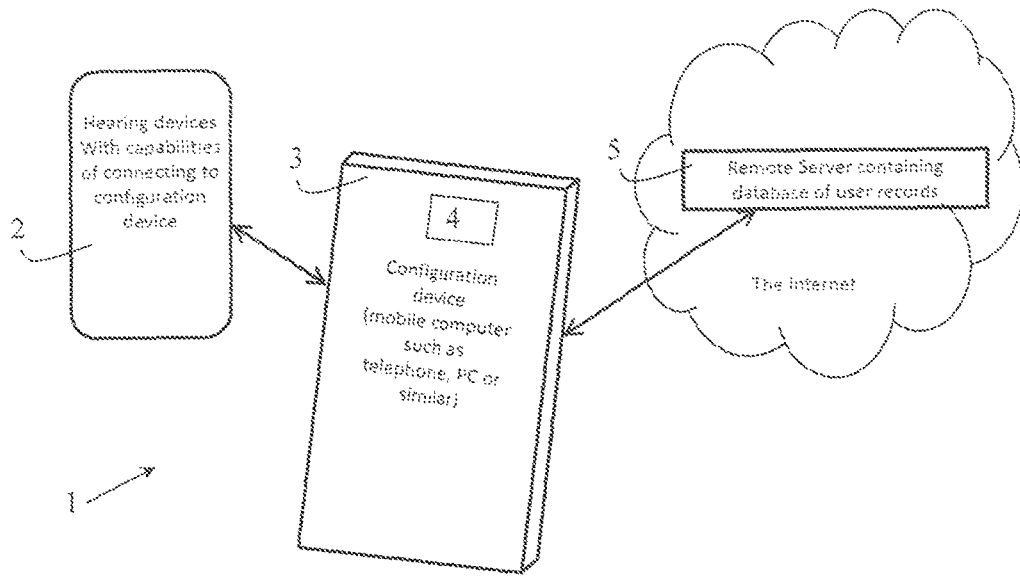 Hearing devices
With capabilities
of connecting to
configuration
device
2
3
4
Configuration
device
(mobile computer
such as
telephone, PC or
similar)
5
Remote Server containing
database of user records
The Internet
1